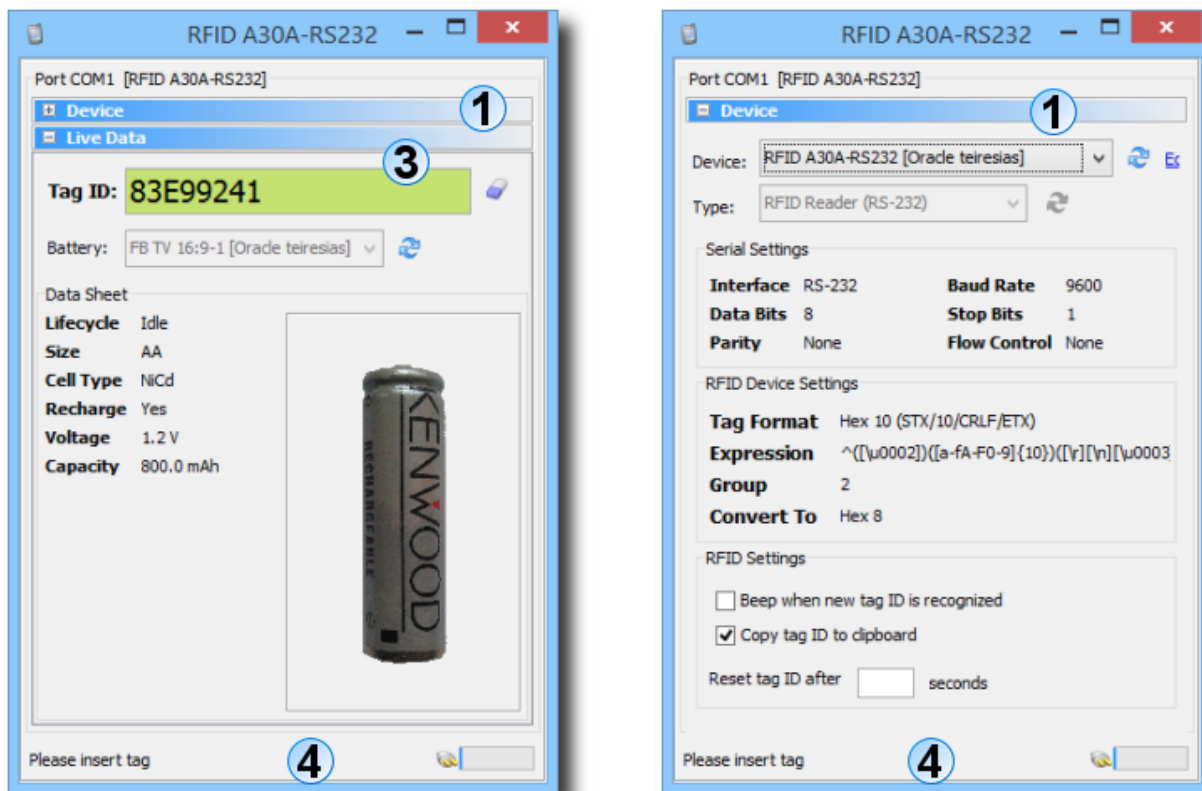 RFID A30A-RS232
Port COM1 [RFID A30A-RS232]
Device
1
Live Data
3
Tag ID: 83E99241
Battery: FB TV 16:9-1 [Oracle teiresias]
Data Sheet
Lifecycle Idle
Size AA
Cell Type NiCd
Recharge Yes
Voltage 1.2 V
Capacity 800.0 mAh
KENWOOD
RECHARGEABLE
Please insert tag
4
RFID A30A-RS232
Port COM1 [RFID A30A-RS232]
Device
1
Device: RFID A30A-RS232 [Oracle teiresias]
Type: RFID Reader (RS-232)
Serial Settings
Interface RS-232 Baud Rate 9600
Data Bits 8 Stop Bits 1
Parity None Flow Control None
RFID Device Settings
Tag Format Hex 10 (STX/10/CRLF/ETX)
Expression ^([\u0002])([a-fA-F0-9]{10})([\r][\n][\u0003]
Group 2
Convert To Hex 8
RFID Settings
Beep when new tag ID is recognized
Copy tag ID to clipboard
Reset tag ID after seconds
Please insert tag
4